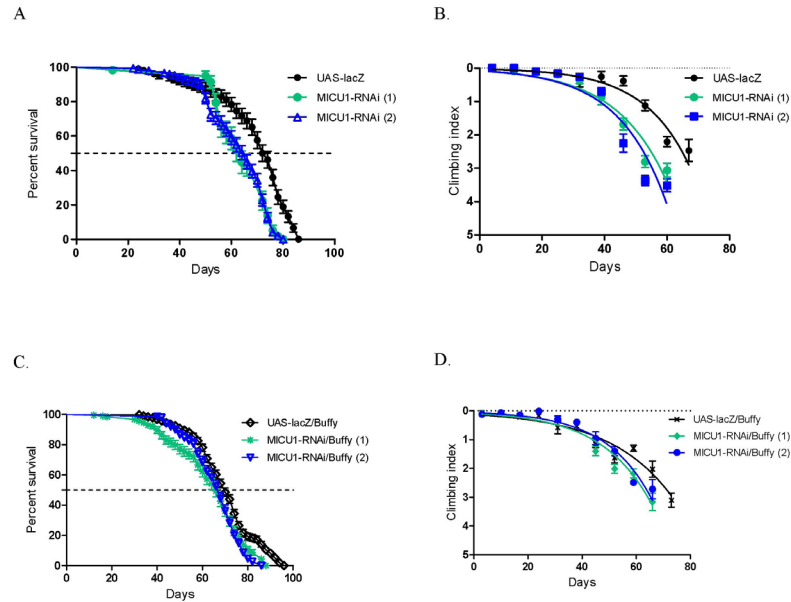 A
B.
Percent survival
100
80
60
40
20
0
0 20 40 60 80 100
Days
UAS-lacZ
MICU1-RNAi (1)
MICU1-RNAi (2)
Climbing index
0
1
2
3
4
5
0 20 40 60 80
Days
UAS-lacZ
MICU1-RNAi (1)
MICU1-RNAi (2)
C.
D.
Percent survival
100
80
60
40
20
0
0 20 40 60 80 100
Days
UAS-lacZ/Buffy
MICU1-RNAi/Buffy (1)
MICU1-RNAi/Buffy (2)
Climbing index
0
1
2
3
4
5
0 20 40 60 80
Days
UAS-lacZ/Buffy
MICU1-RNAi/Buffy (1)
MICU1-RNAi/Buffy (2)